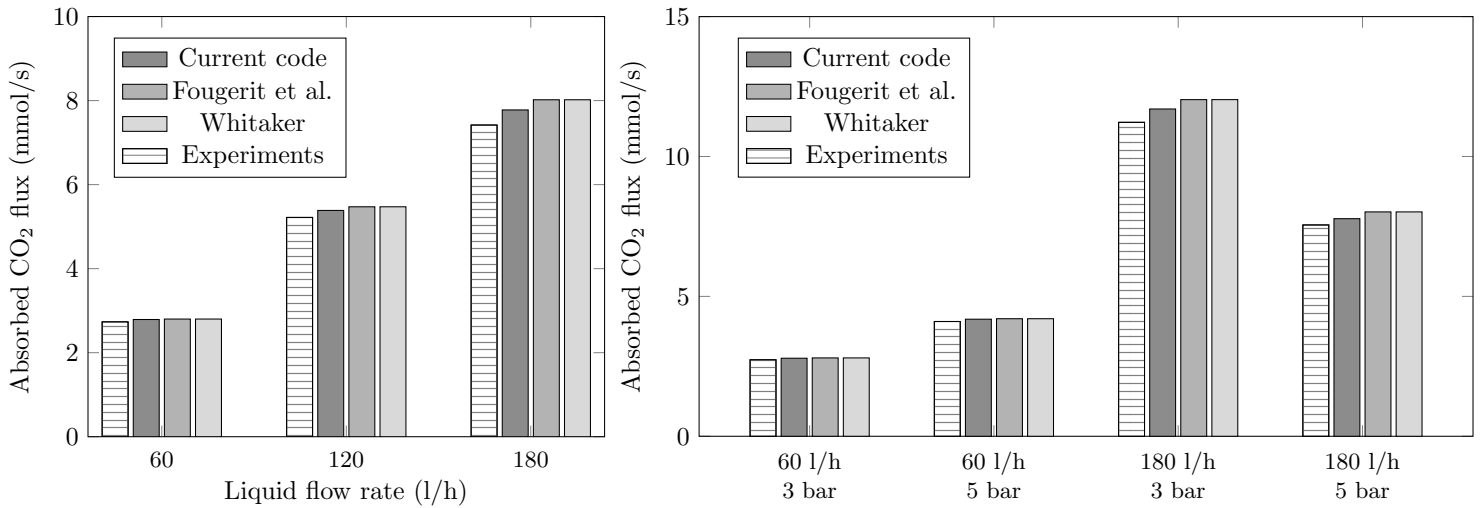 10
8
6
4
2
0
Absorbed CO₂ flux (mmol/s)
Current code
Fougerit et al.
Whitaker
Experiments
60
120
180
Liquid flow rate (l/h)
15
10
5
0
Absorbed CO₂ flux (mmol/s)
Current code
Fougerit et al.
Whitaker
Experiments
60 l/h
3 bar
60 l/h
5 bar
180 l/h
3 bar
180 l/h
5 bar